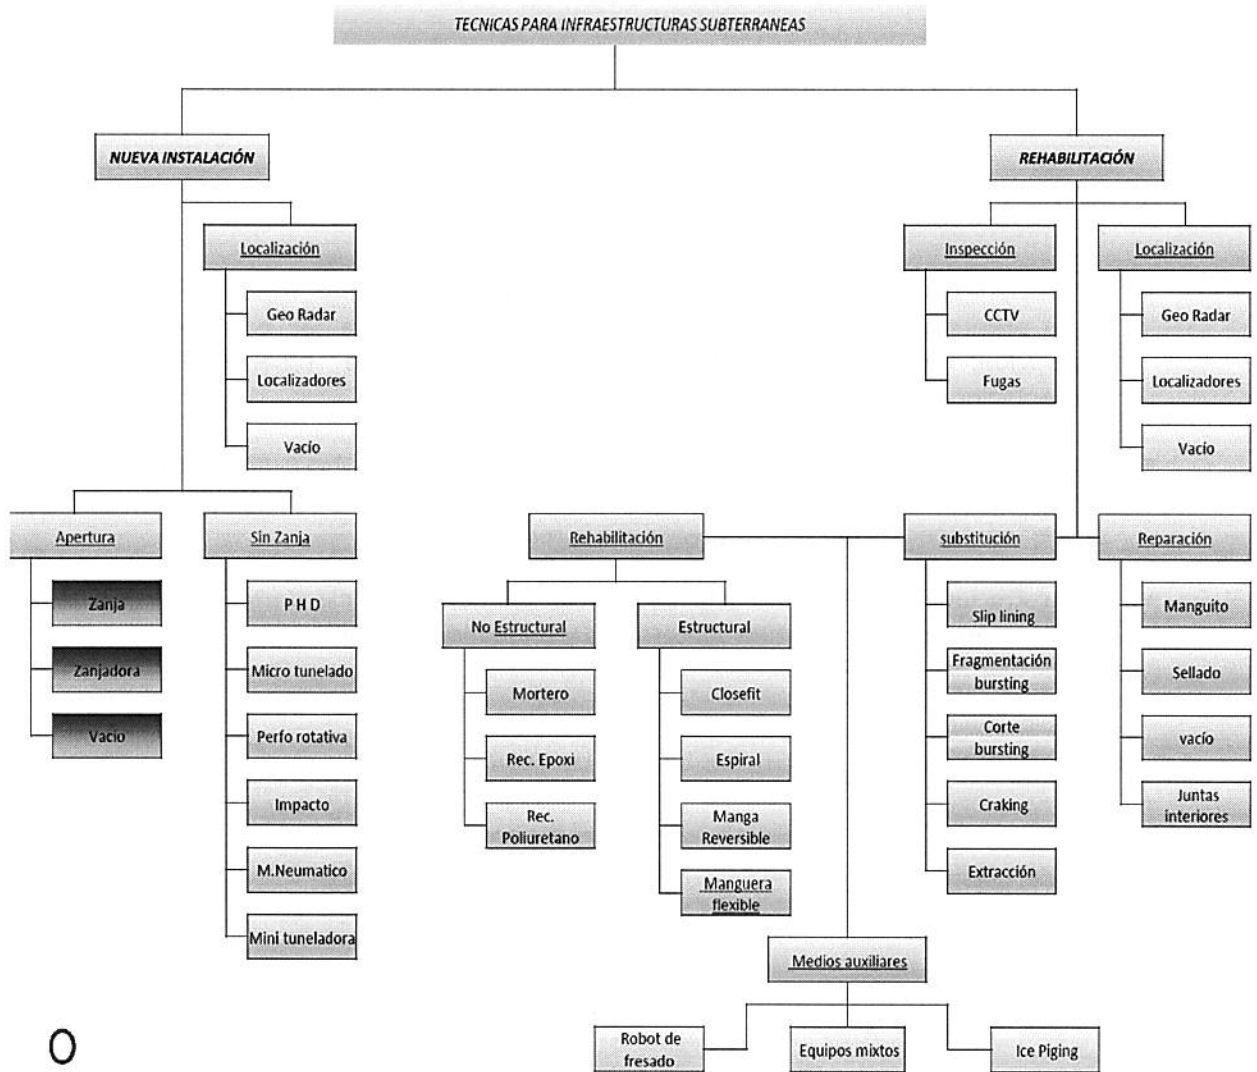 TECNICAS PARA INFRAESTRUCTURAS SUBTERRANEAS
NUEVA INSTALACIÓN
Localización
Geo Radar
Localizadores
Vacío
Apertura
Zanja
Zanjadora
Vacio
Sin Zanja
P H D
Micro tunelado
Perfo rotativa
Impacto
M.Neumatico
Mini tuneladora
REHABILITACIÓN
Inspección
CCTV
Fugas
Localización
Geo Radar
Localizadores
Vacío
Rehabilitación
No Estructural
Mortero
Rec. Epoxi
Rec.
Poliuretano
Estructural
Closefit
Espiral
Manga
Reversible
Manguera
flexible
substitución
Slip lining
Fragmentación
bursting
Corte
bursting
Craking
Extracción
Reparación
Manguito
Sellado
vacío
Juntas
interiores
Medios auxiliares
Robot de
fresado
Equipos mixtos
Ice Piging
O